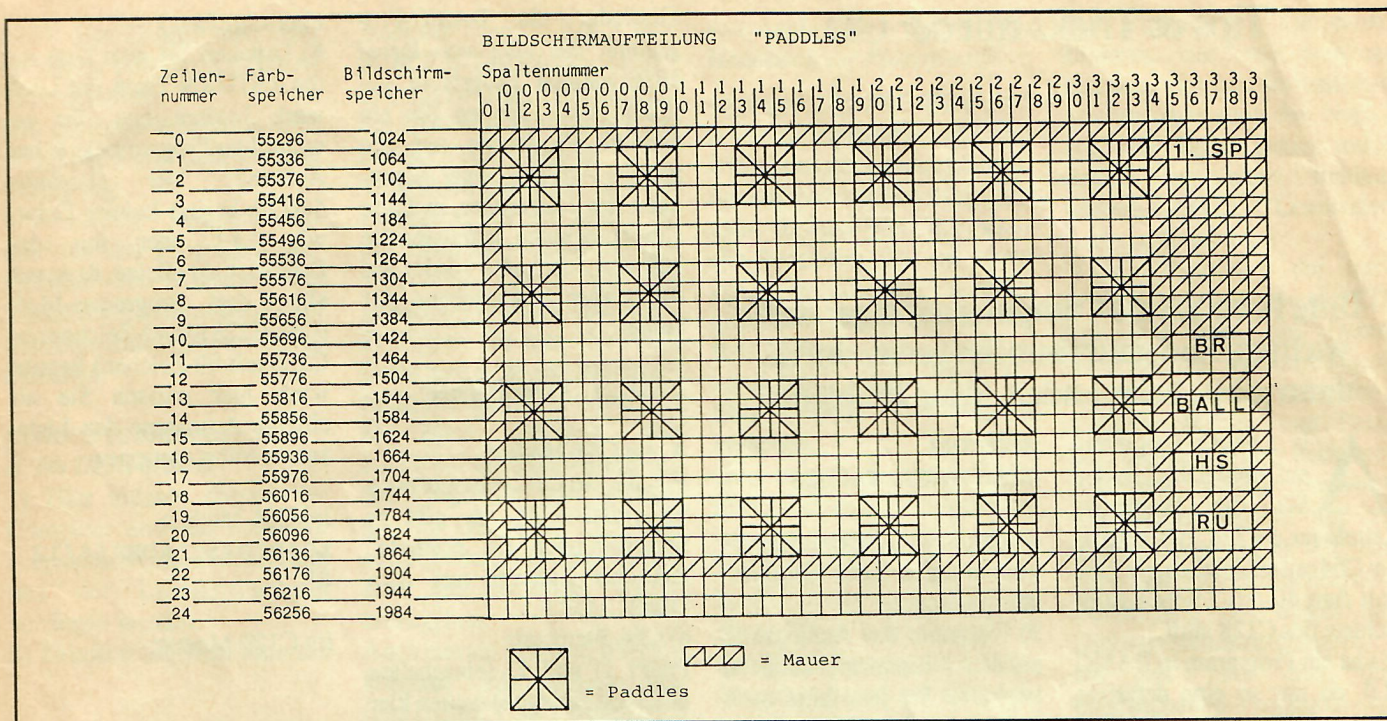 BILDSCHIRMAUFTEILUNG "PADDLES"
Zeilen- Farb- Bildschirm- Spaltennummer
nummer speicher speicher
0 0 0 0 0 0 0 0 0 1 1 1 1 1 1 1 1 1 1 2 2 2 2 2 2 2 2 2 2 3 3 3 3 3 3 3 3 3 3
0 1 2 3 4 5 6 7 8 9 0 1 2 3 4 5 6 7 8 9 0 1 2 3 4 5 6 7 8 9 0 1 2 3 4 5 6 7 8 9
0 55296 1024
1 55336 1064 1. SP
2 55376 1104
3 55416 1144
4 55456 1184
5 55496 1224
6 55536 1264
7 55576 1304
8 55616 1344
9 55656 1384
10 55696 1424 BR
11 55736 1464
12 55776 1504
13 55816 1544 BALL
14 55856 1584
15 55896 1624
16 55936 1664 HS
17 55976 1704
18 56016 1744
19 56056 1784 RU
20 56096 1824
21 56136 1864
22 56176 1904
23 56216 1944
24 56256 1984
= Mauer
= Paddles